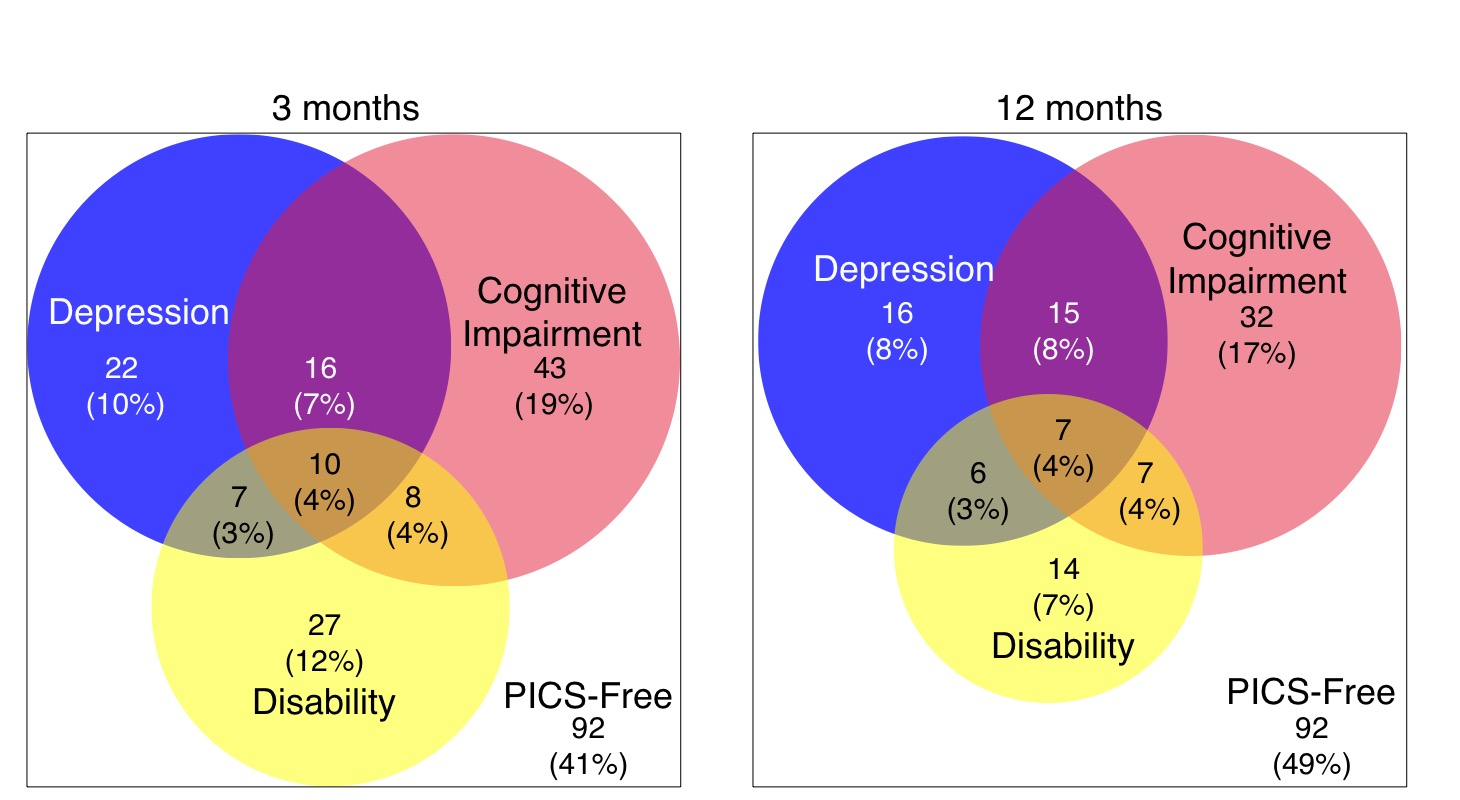 3 months
Depression
22
(10%)
16
(7%)
Cognitive
Impairment
43
(19%)
10
(4%)
7
(3%)
8
(4%)
27
(12%)
Disability
PICS-Free
92
(41%)
12 months
Depression
16
(8%)
15
(8%)
Cognitive
Impairment
32
(17%)
7
(4%)
6
(3%)
7
(4%)
14
(7%)
Disability
PICS-Free
92
(49%)